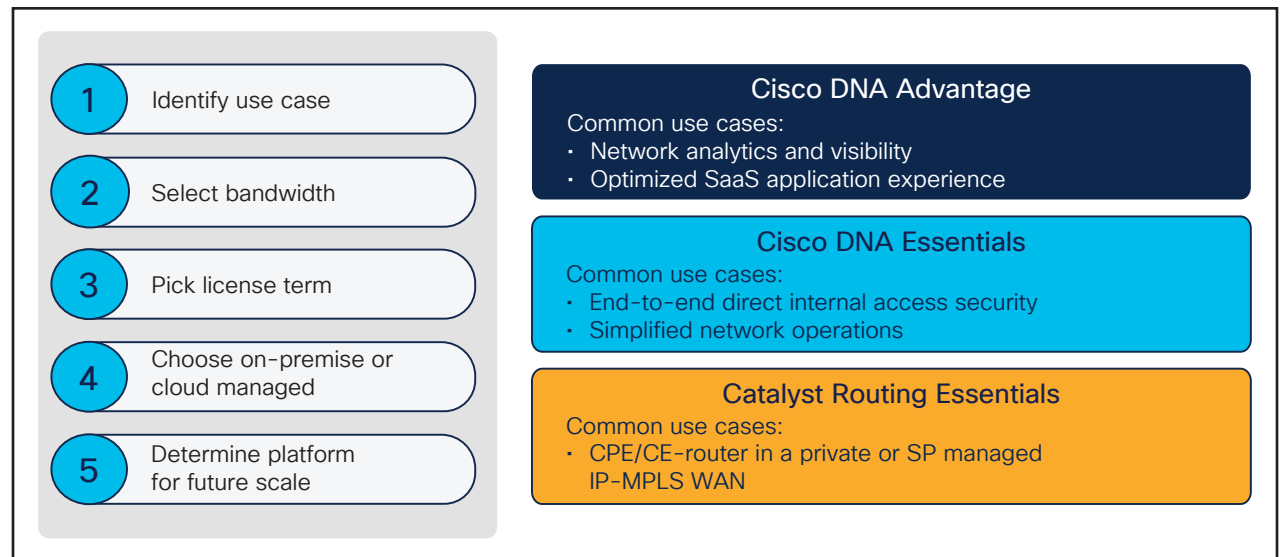 1
Identify use case
2
Select bandwidth
3
Pick license term
4
Choose on-premise or
cloud managed
5
Determine platform
for future scale
Cisco DNA Advantage
Common use cases:
· Network analytics and visibility
· Optimized SaaS application experience
Cisco DNA Essentials
Common use cases:
· End-to-end direct internal access security
· Simplified network operations
Catalyst Routing Essentials
Common use cases:
· CPE/CE-router in a private or SP managed
IP-MPLS WAN